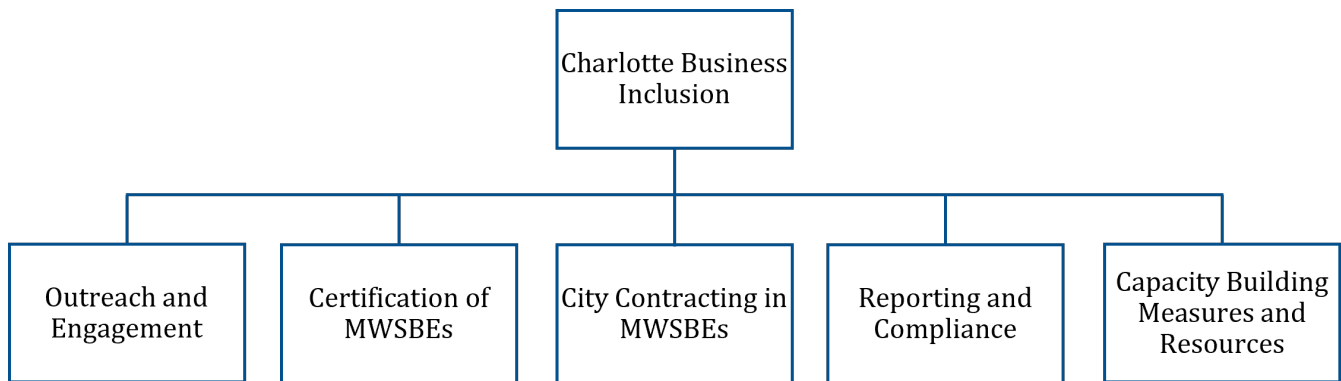 Charlotte Business
Inclusion
Outreach and
Engagement
Certification of
MWSBEs
City Contracting in
MWSBEs
Reporting and
Compliance
Capacity Building
Measures and
Resources